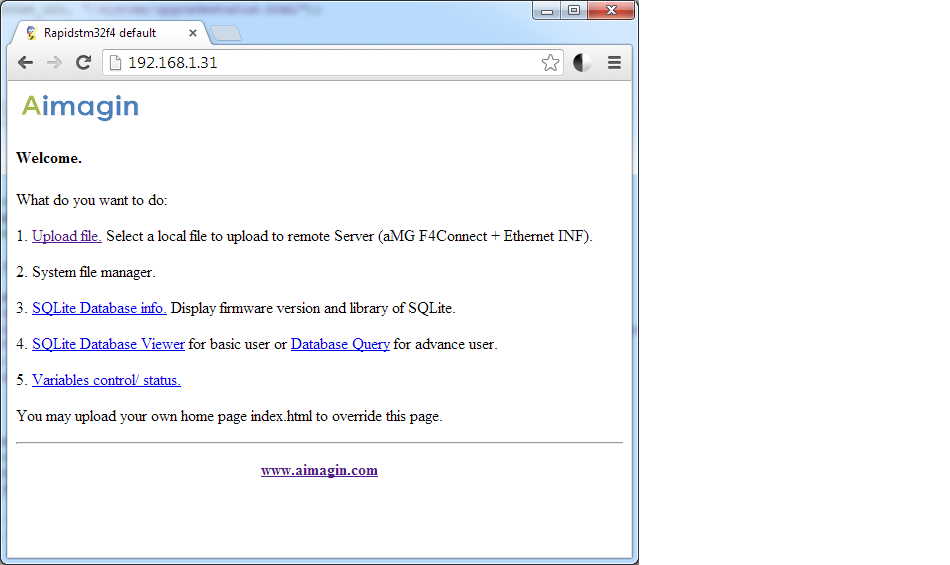 Rapidstm32f4 default
192.168.1.31
Aimagin
Welcome.
What do you want to do:
1. Upload file. Select a local file to upload to remote Server (aMG F4Connect + Ethernet INF).
2. System file manager.
3. SQLite Database info. Display firmware version and library of SQLite.
4. SQLite Database Viewer for basic user or Database Query for advance user.
5. Variables control/ status.
You may upload your own home page index.html to override this page.
www.aimagin.com